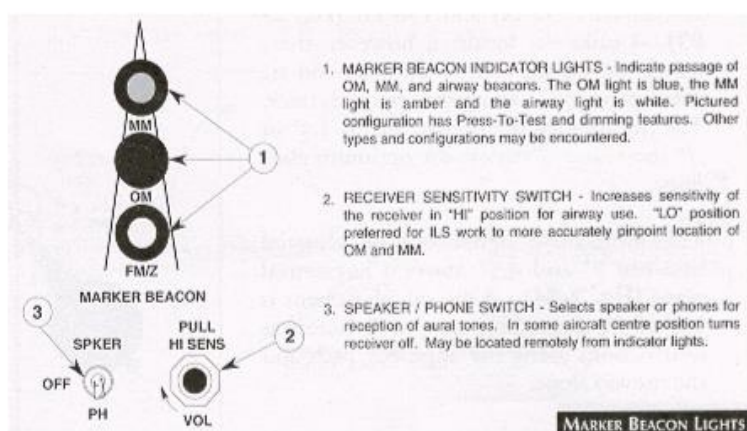 MM
OM
FM/Z
MARKER BEACON
1
3
SPKER
OFF
PH
PULL
HI SENS
2
VOL
1. MARKER BEACON INDICATOR LIGHTS - Indicate passage of
OM, MM, and airway beacons. The OM light is blue, the MM
light is amber and the airway light is white. Pictured
configuration has Press-To-Test and dimming features. Other
types and configurations may be encountered.
2. RECEIVER SENSITIVITY SWITCH - Increases sensitivity of
the receiver in "HI" position for airway use. "LO" position
preferred for ILS work to more accurately pinpoint location of
OM and MM.
3. SPEAKER / PHONE SWITCH - Selects speaker or phones for
reception of aural tones. In some aircraft centre position turns
receiver off. May be located remotely from indicator lights.
MARKER BEACON LIGHTS